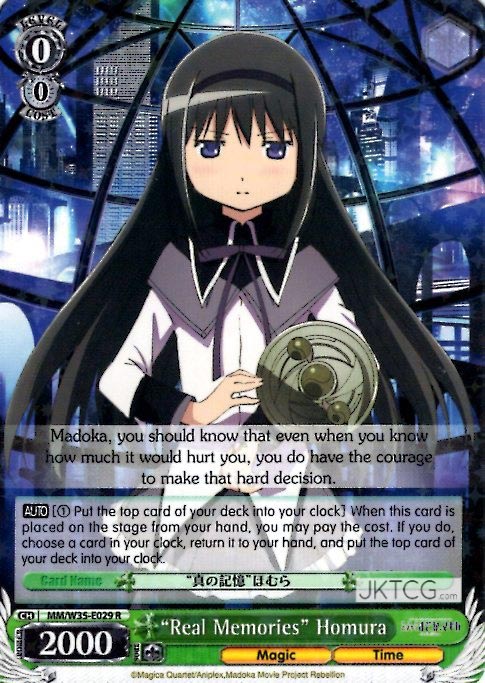 LEVEL
0
0
COST
Madoka, you should know that even when you know
how much it would hurt you, you do have the courage
to make that hard decision.
AUTO [① Put the top card of your deck into your clock] When this card is
placed on the stage from your hand, you may pay the cost. If you do,
choose a card in your clock, return it to your hand, and put the top card of
your deck into your clock.
Card Name
"真の記憶"ほむら
JKTCG.com
CH MM/W35-E029 R
"Real Memories" Homura
POWER
2000
SOUL
Magic
Time
©Magica Quartet/Aniplex,Madoka Movie Project Rebellion